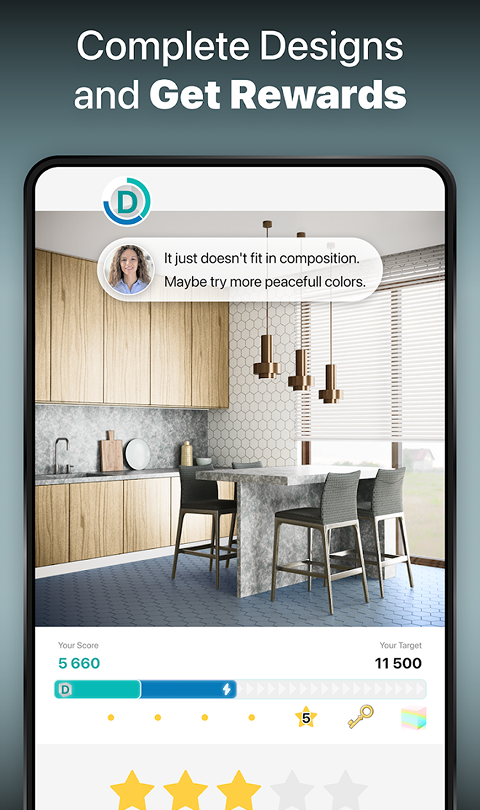 Complete Designs
and Get Rewards
D
It just doesn't fit in composition.
Maybe try more peacefull colors.
Your Score
Your Target
5 660
11 500
D
5